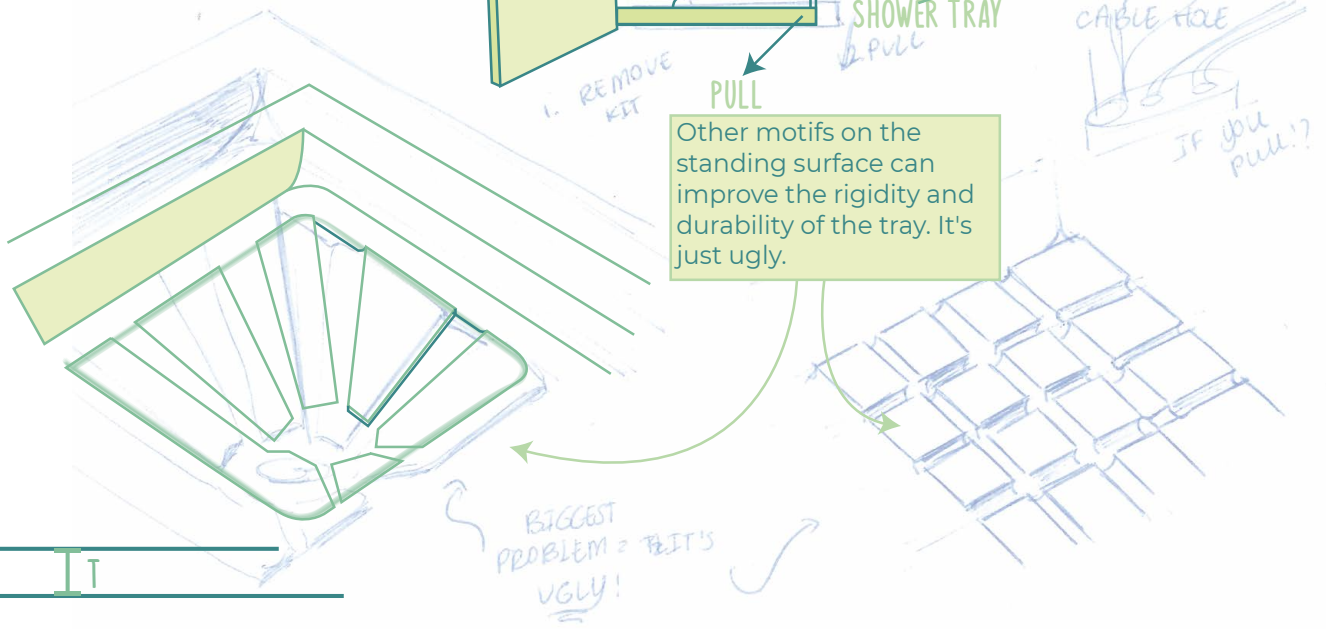 SHOWER TRAY
CABLE HOLE
2. PULL
1. REMOVE
KIT
PULL
IF YOU
PULL!?
Other motifs on the
standing surface can
improve the rigidity and
durability of the tray. It's
just ugly.
BIGGEST
PROBLEM = IT'S
UGLY!
T